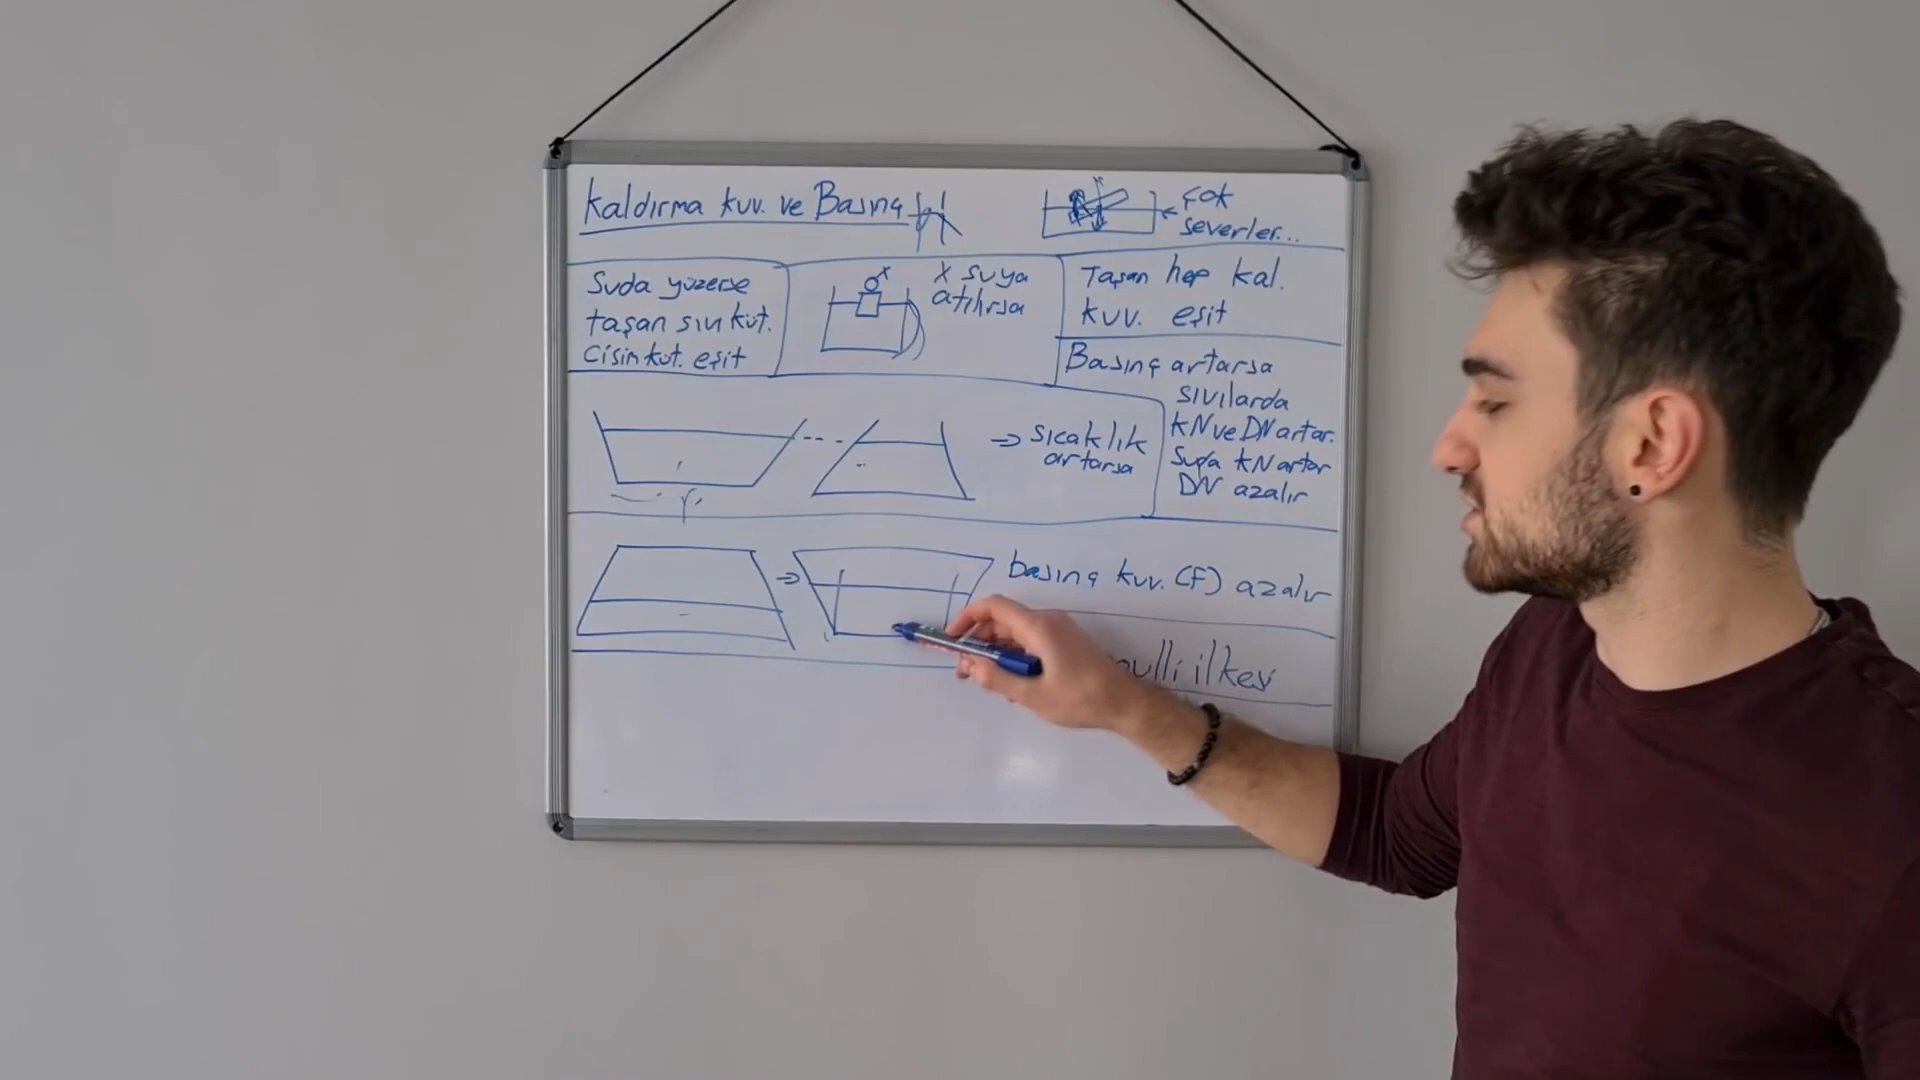 Kaldırma kuv. ve Basınç
çok
severler...
Suda yüzerse
taşan sıvı küt.
Cisin küt. eşit
x
X suya
atılırsa
Taşan hep kal.
kuv. eşit
Basınç artarsa
sıvılarda
KN ve DN artar.
Suda KN artar
DN azalır
⇒ sıcaklık
artarsa
basınç kuv. (F) azalır
ilkesi